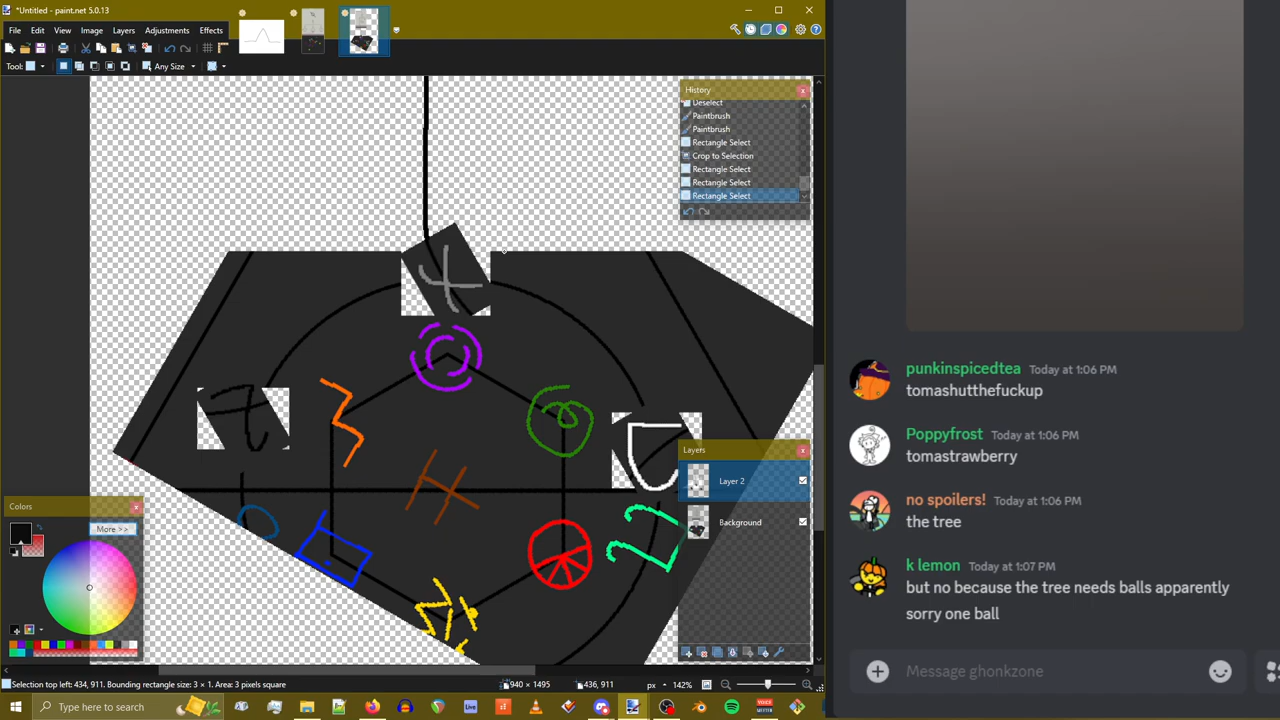 *Untitled - paint.net 5.0.13
File Edit View Image Layers Adjustments Effects
Tool: Any Size
History
Deselect
Paintbrush
Paintbrush
Rectangle Select
Crop to Selection
Rectangle Select
Rectangle Select
Rectangle Select
Layers
Layer 2
Background
Colors
More >>
Selection top left: 434, 911. Bounding rectangle size: 3 × 1. Area: 3 pixels square
940 × 1495
436, 911
px
142%
Type here to search
punkinspicedtea Today at 1:06 PM
tomashutthefuckup
Poppyfrost Today at 1:06 PM
tomastrawberry
no spoilers! Today at 1:06 PM
the tree
k lemon Today at 1:07 PM
but no because the tree needs balls apparently
sorry one ball
Message ghonkzone